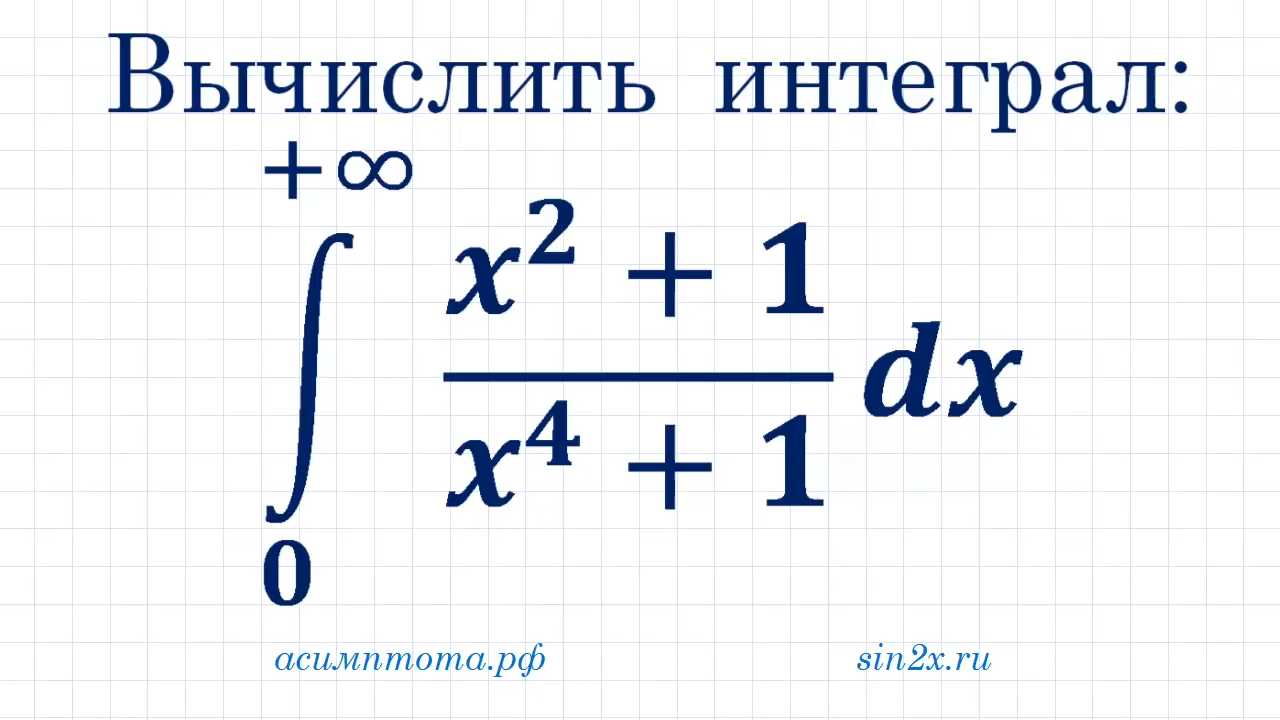 Вычислить интеграл:
+∞
∫
0
x² + 1
x⁴ + 1
dx
асимптота.рф
sin2x.ru